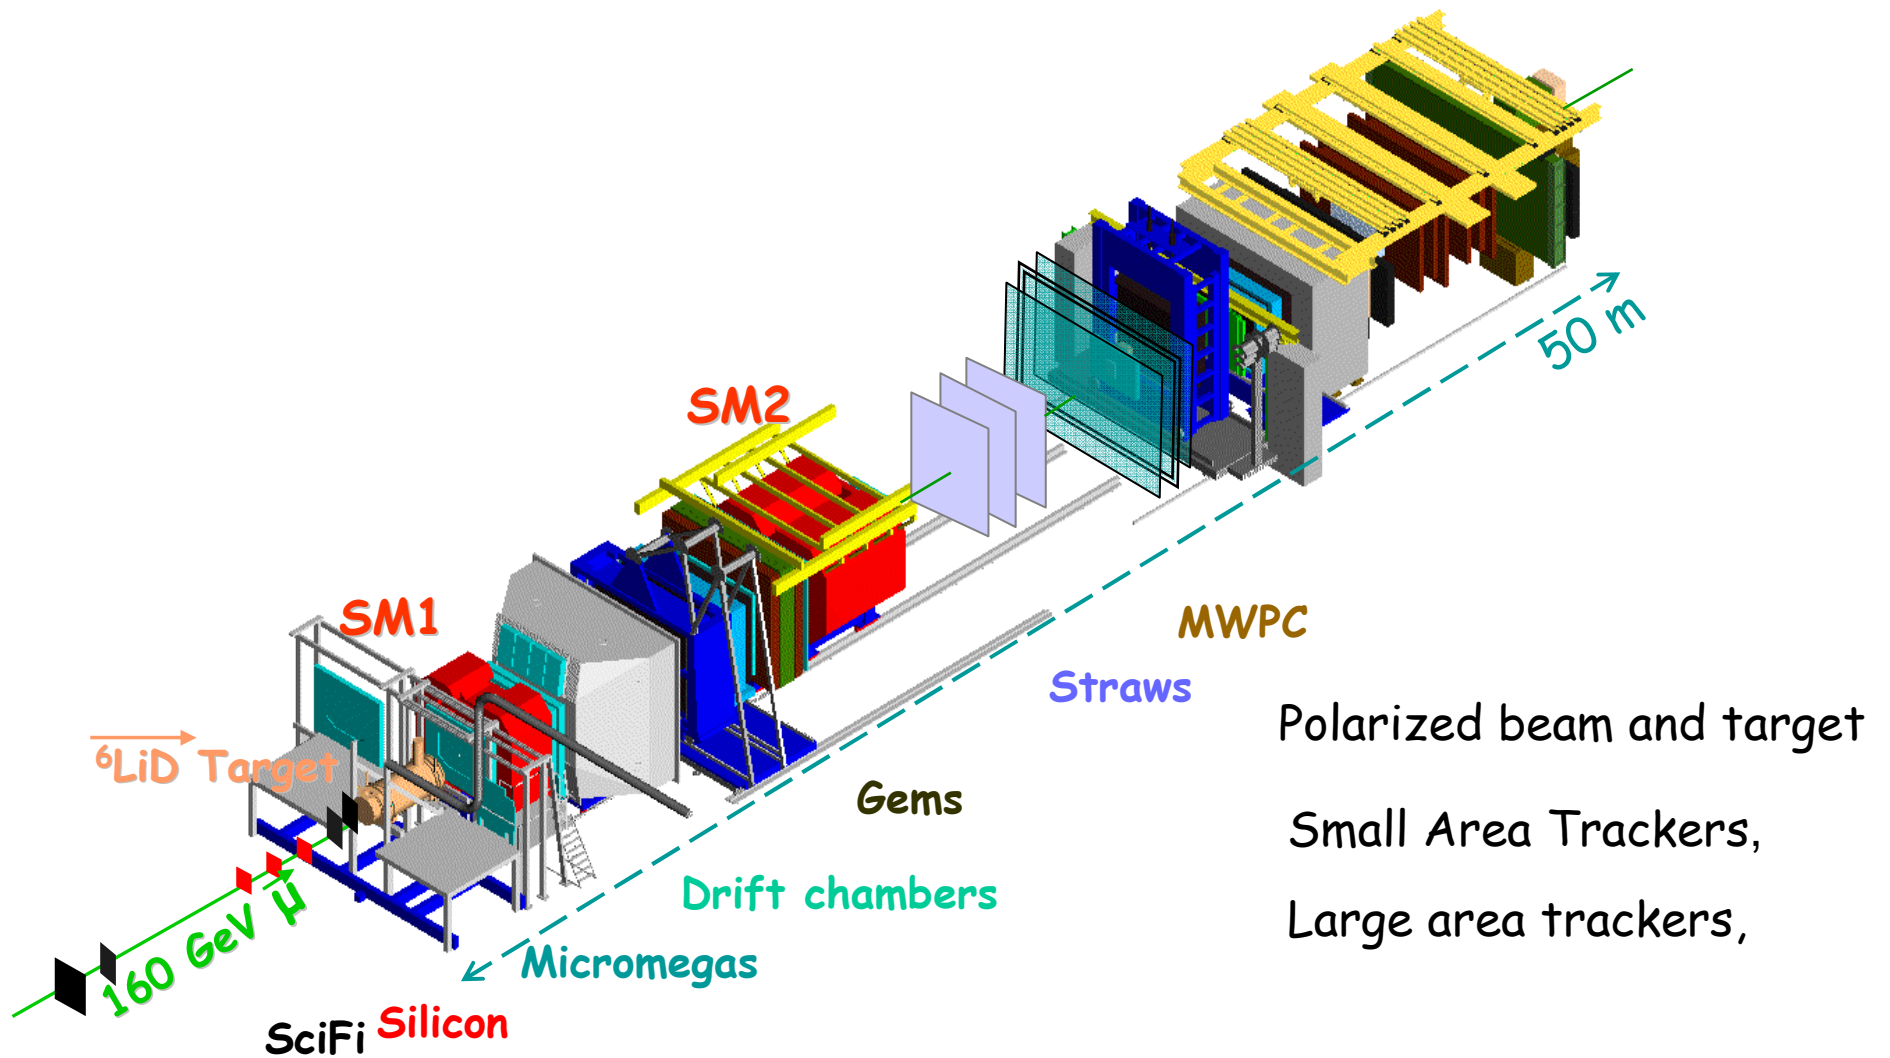 50 m
SM2
SM1
MWPC
Straws
Polarized beam and target
⁶LiD Target
Gems
Small Area Trackers,
Drift chambers
Large area trackers,
160 GeV μ
Micromegas
Silicon
SciFi